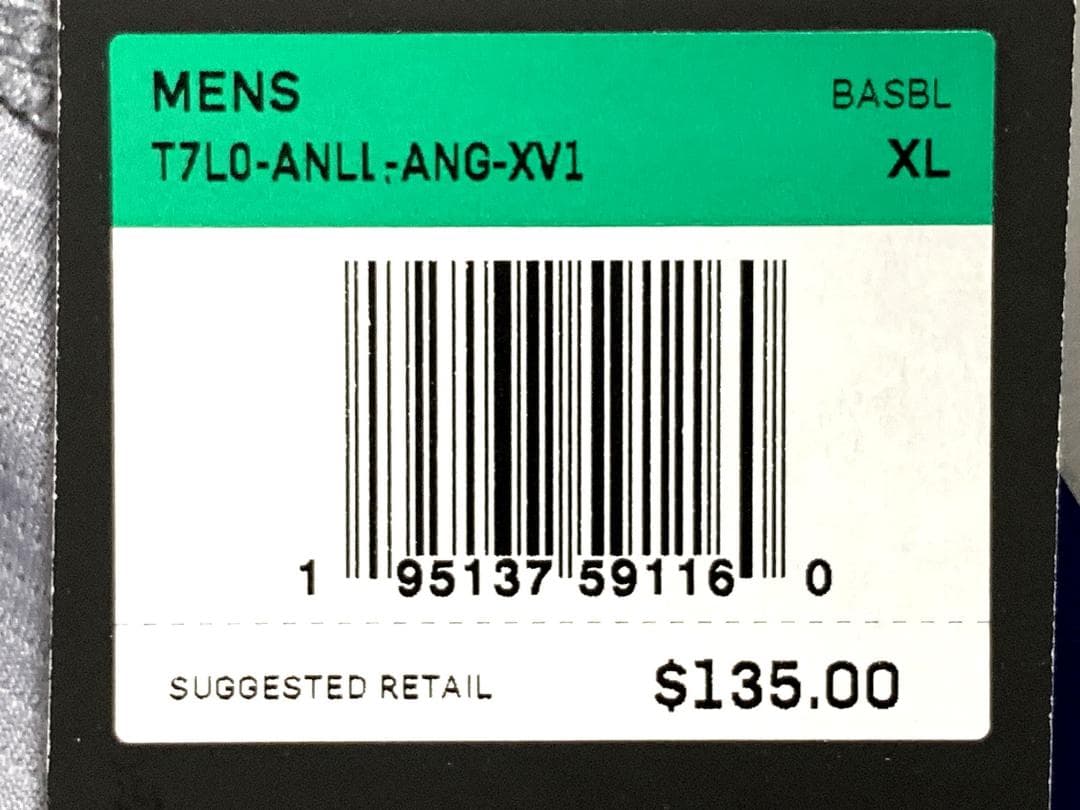 MENS BASBL
T7L0-ANLL-ANG-XV1 XL
1 95137 59116 0
SUGGESTED RETAIL $135.00